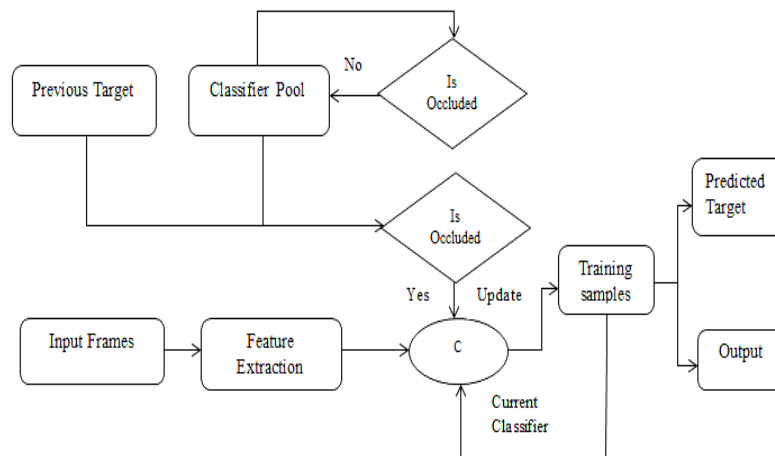 No
Is
Occluded
Previous Target
Classifier Pool
Is
Occluded
Predicted
Target
Training
samples
Yes
Update
Input Frames
Feature
Extraction
C
Output
Current
Classifier